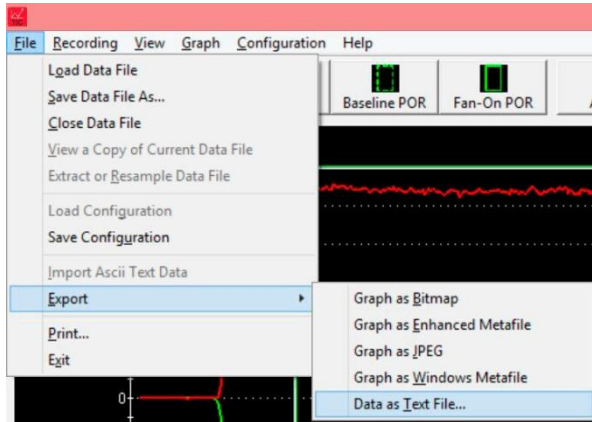 TEC
File Recording View Graph Configuration Help
Load Data File
Save Data File As...
Close Data File
View a Copy of Current Data File
Extract or Resample Data File
Load Configuration
Save Configuration
Import Ascii Text Data
Export
Print...
Exit
Baseline POR
Fan-On POR
Graph as Bitmap
Graph as Enhanced Metafile
Graph as JPEG
Graph as Windows Metafile
Data as Text File...
0